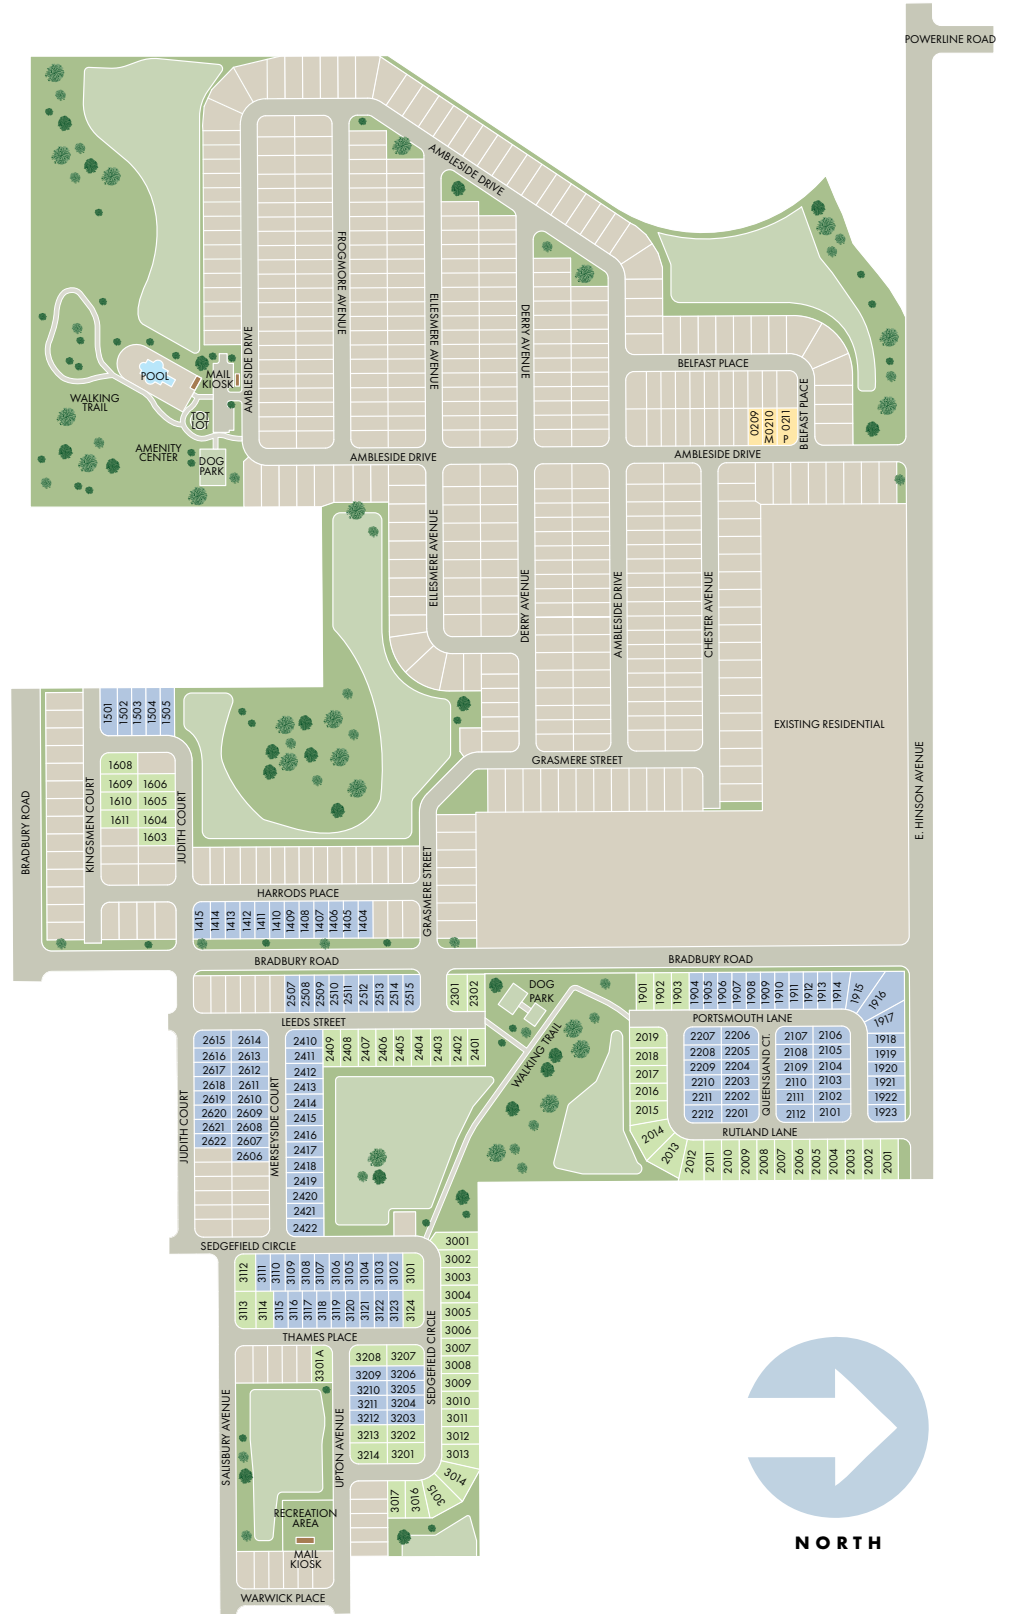 POWERLINE ROAD
AMBLESIDE DRIVE
FROGMORE AVENUE
ELLESMERE AVENUE
DERRY AVENUE
AMBLESIDE DRIVE
BELFAST PLACE
BELFAST PLACE
0209
M0210
P 0211
POOL
MAIL
KIOSK
WALKING
TRAIL
TOT
LOT
AMENITY
CENTER
DOG
PARK
AMBLESIDE DRIVE
AMBLESIDE DRIVE
ELLESMERE AVENUE
DERRY AVENUE
AMBLESIDE DRIVE
CHESTER AVENUE
EXISTING RESIDENTIAL
E. HINSON AVENUE
GRASMERE STREET
GRASMERE STREET
1501
1502
1503
1504
1505
BRADBURY ROAD
KINGSMEN COURT
JUDITH COURT
1608
1609 1606
1610 1605
1611 1604
1603
HARRODS PLACE
1415
1414
1413
1412
1411
1410
1409
1408
1407
1406
1405
1404
BRADBURY ROAD
BRADBURY ROAD
2507
2508
2509
2510
2511
2512
2513
2514
2515
2301
2302
DOG
PARK
WALKING TRAIL
1901
1902
1903
1904
1905
1906
1907
1908
1909
1910
1911
1912
1913
1914
1915
1916
1917
1918
1919
1920
1921
1922
1923
LEEDS STREET
PORTSMOUTH LANE
JUDITH COURT
MERSEYSIDE COURT
2615 2614
2616 2613
2617 2612
2618 2611
2619 2610
2620 2609
2621 2608
2622 2607
2606
2410
2411
2412
2413
2414
2415
2416
2417
2418
2419
2420
2421
2422
2409
2408
2407
2406
2405
2404
2403
2402
2401
2019
2018
2017
2016
2015
2014
2013
2012
2011
2010
2009
2008
2007
2006
2005
2004
2003
2002
2001
2207 2206
2208 2205
2209 2204
2210 2203
2211 2202
2212 2201
QUEENSLAND CT.
2107 2106
2108 2105
2109 2104
2110 2103
2111 2102
2112 2101
RUTLAND LANE
SEDGEFIELD CIRCLE
3112
3111
3110
3109
3108
3107
3106
3105
3104
3103
3102
3101
3113
3114
3115
3116
3117
3118
3119
3120
3121
3122
3123
3124
THAMES PLACE
SEDGEFIELD CIRCLE
3001
3002
3003
3004
3005
3006
3007
3008
3009
3010
3011
3012
3013
3014
3015
3016
3017
3301A
3208 3207
3209 3206
3210 3205
3211 3204
3212 3203
3213 3202
3214 3201
SALISBURY AVENUE
UPTON AVENUE
RECREATION
AREA
MAIL
KIOSK
WARWICK PLACE
NORTH